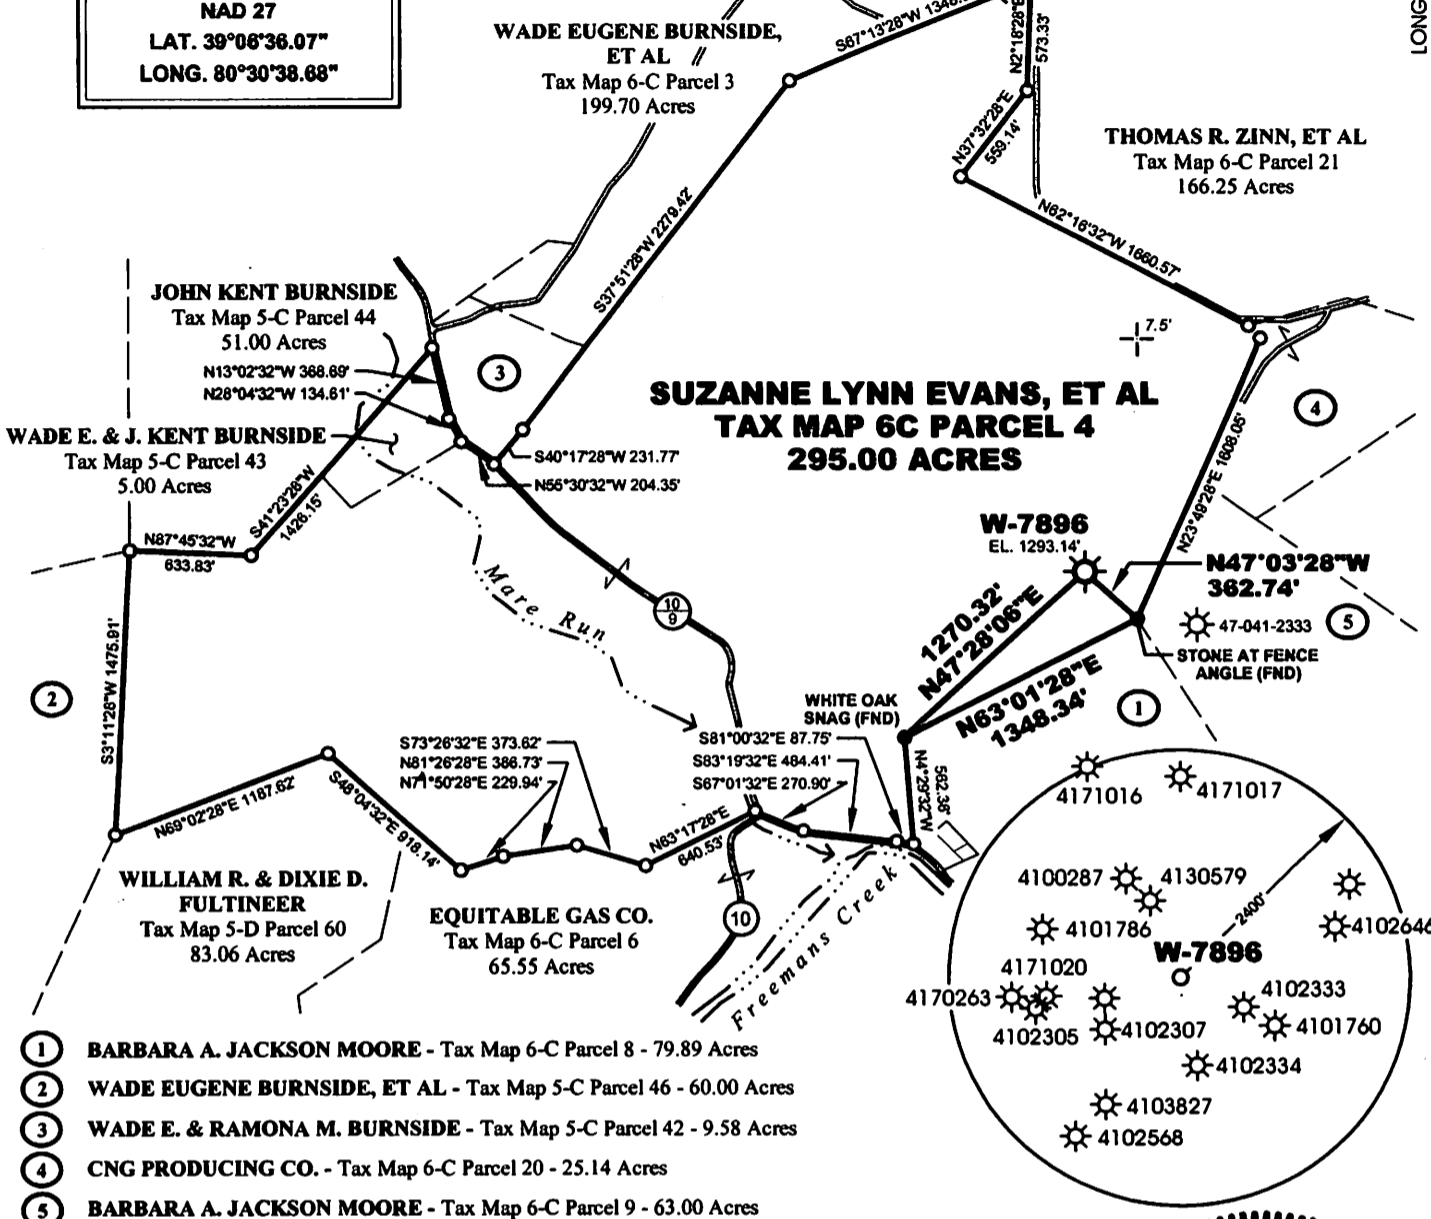 NAD 27
LAT. 39°06'36.07"
LONG. 80°30'38.68"
LONG
WADE EUGENE BURNSIDE,
ET AL
Tax Map 6-C Parcel 3
199.70 Acres
S67°13'28"W 1348.
N2°18'28"E
573.33'
N37°32'28"E
559.14'
THOMAS R. ZINN, ET AL
Tax Map 6-C Parcel 21
166.25 Acres
N62°16'32"W 1660.57'
S37°51'28"W 2279.42'
JOHN KENT BURNSIDE
Tax Map 5-C Parcel 44
51.00 Acres
N13°02'32"W 368.69'
N28°04'32"W 134.61'
3
7.5'
SUZANNE LYNN EVANS, ET AL
TAX MAP 6C PARCEL 4
295.00 ACRES
4
WADE E. & J. KENT BURNSIDE
Tax Map 5-C Parcel 43
5.00 Acres
S40°17'28"W 231.77'
N56°30'32"W 204.35'
S41°23'28"W
1426.15'
N23°49'28"E 1608.05'
N87°45'32"W
633.83'
W-7896
EL. 1293.14'
N47°03'28"W
362.74'
Mare Run
10
9
1270.32'
N47°28'06"E
47-041-2333
5
STONE AT FENCE
ANGLE (FND)
S3°11'28"W 1475.91'
2
WHITE OAK
SNAG (FND)
N63°01'28"E
1348.34'
1
S73°26'32"E 373.62'
N81°26'28"E 386.73'
N71°50'28"E 229.94'
S81°00'32"E 87.75'
S83°19'32"E 484.41'
S67°01'32"E 270.90'
N4°29'32"W
562.36'
N69°02'28"E 1187.62'
S48°04'32"E 918.14'
N63°17'28"E
640.53'
4171016
4171017
WILLIAM R. & DIXIE D.
FULTINEER
Tax Map 5-D Parcel 60
83.06 Acres
EQUITABLE GAS CO.
Tax Map 6-C Parcel 6
65.55 Acres
10
Freemans Creek
4100287
4130579
2400'
4101786
4102646
W-7896
4171020
4170263
4102333
4102305
4102307
4101760
4102334
4103827
4102568
1 BARBARA A. JACKSON MOORE - Tax Map 6-C Parcel 8 - 79.89 Acres
2 WADE EUGENE BURNSIDE, ET AL - Tax Map 5-C Parcel 46 - 60.00 Acres
3 WADE E. & RAMONA M. BURNSIDE - Tax Map 5-C Parcel 42 - 9.58 Acres
4 CNG PRODUCING CO. - Tax Map 6-C Parcel 20 - 25.14 Acres
5 BARBARA A. JACKSON MOORE - Tax Map 6-C Parcel 9 - 63.00 Acres